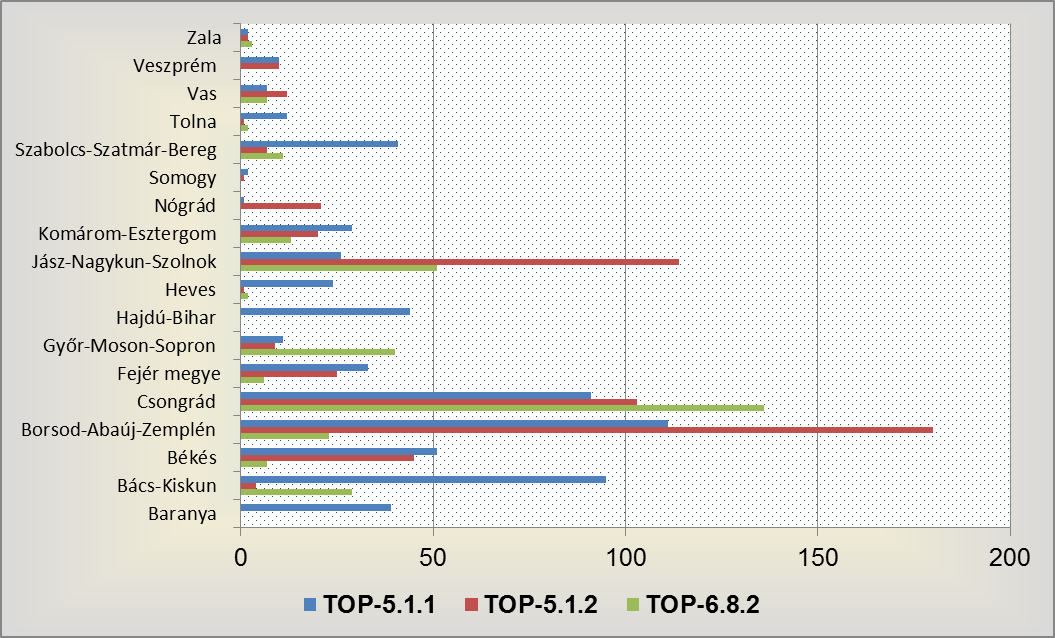 Zala
Veszprém
Vas
Tolna
Szabolcs-Szatmár-Bereg
Somogy
Nógrád
Komárom-Esztergom
Jász-Nagykun-Szolnok
Heves
Hajdú-Bihar
Győr-Moson-Sopron
Fejér megye
Csongrád
Borsod-Abaúj-Zemplén
Békés
Bács-Kiskun
Baranya
0 50 100 150 200
TOP-5.1.1 TOP-5.1.2 TOP-6.8.2